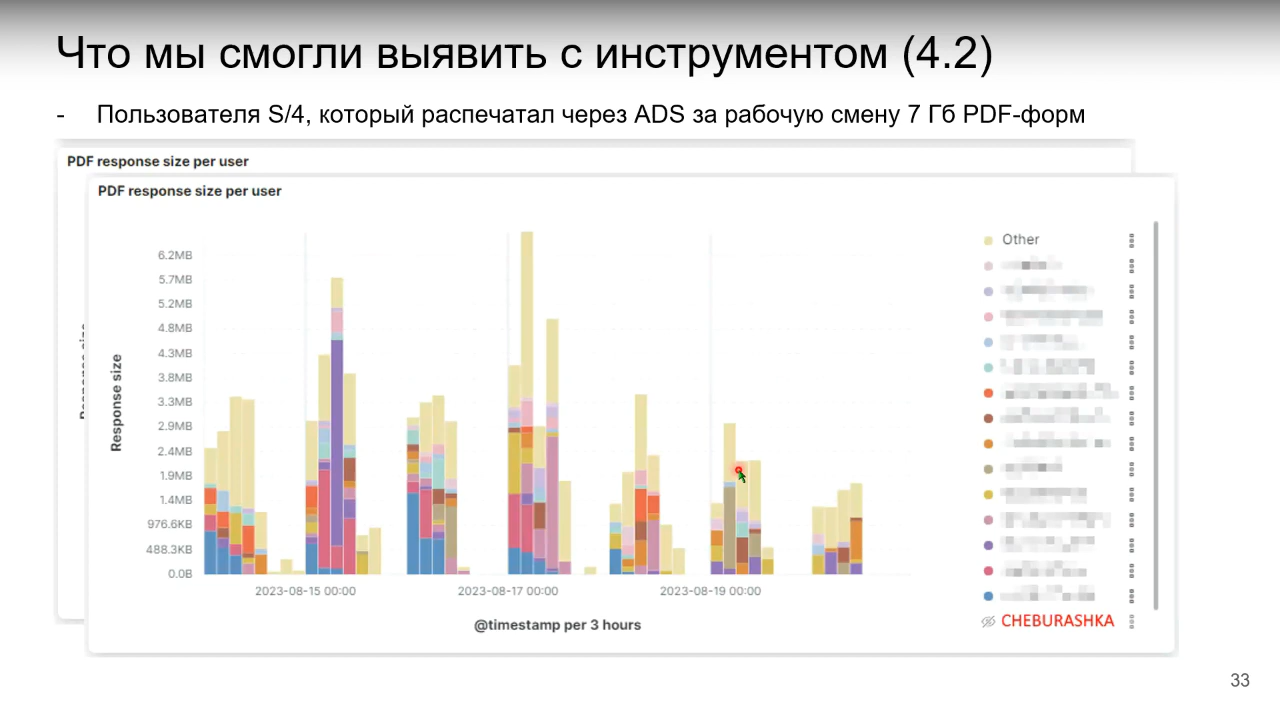 Что мы смогли выявить с инструментом (4.2)
- Пользователя S/4, который распечатал через ADS за рабочую смену 7 Гб PDF-форм
PDF response size per user
PDF response size per user
Response size
6.2MB
5.7MB
5.2MB
4.8MB
4.3MB
3.8MB
3.3MB
2.9MB
2.4MB
1.9MB
1.4MB
976.6KB
488.3KB
0.0B
2023-08-15 00:00
2023-08-17 00:00
2023-08-19 00:00
@timestamp per 3 hours
Other
CHEBURASHKA
33